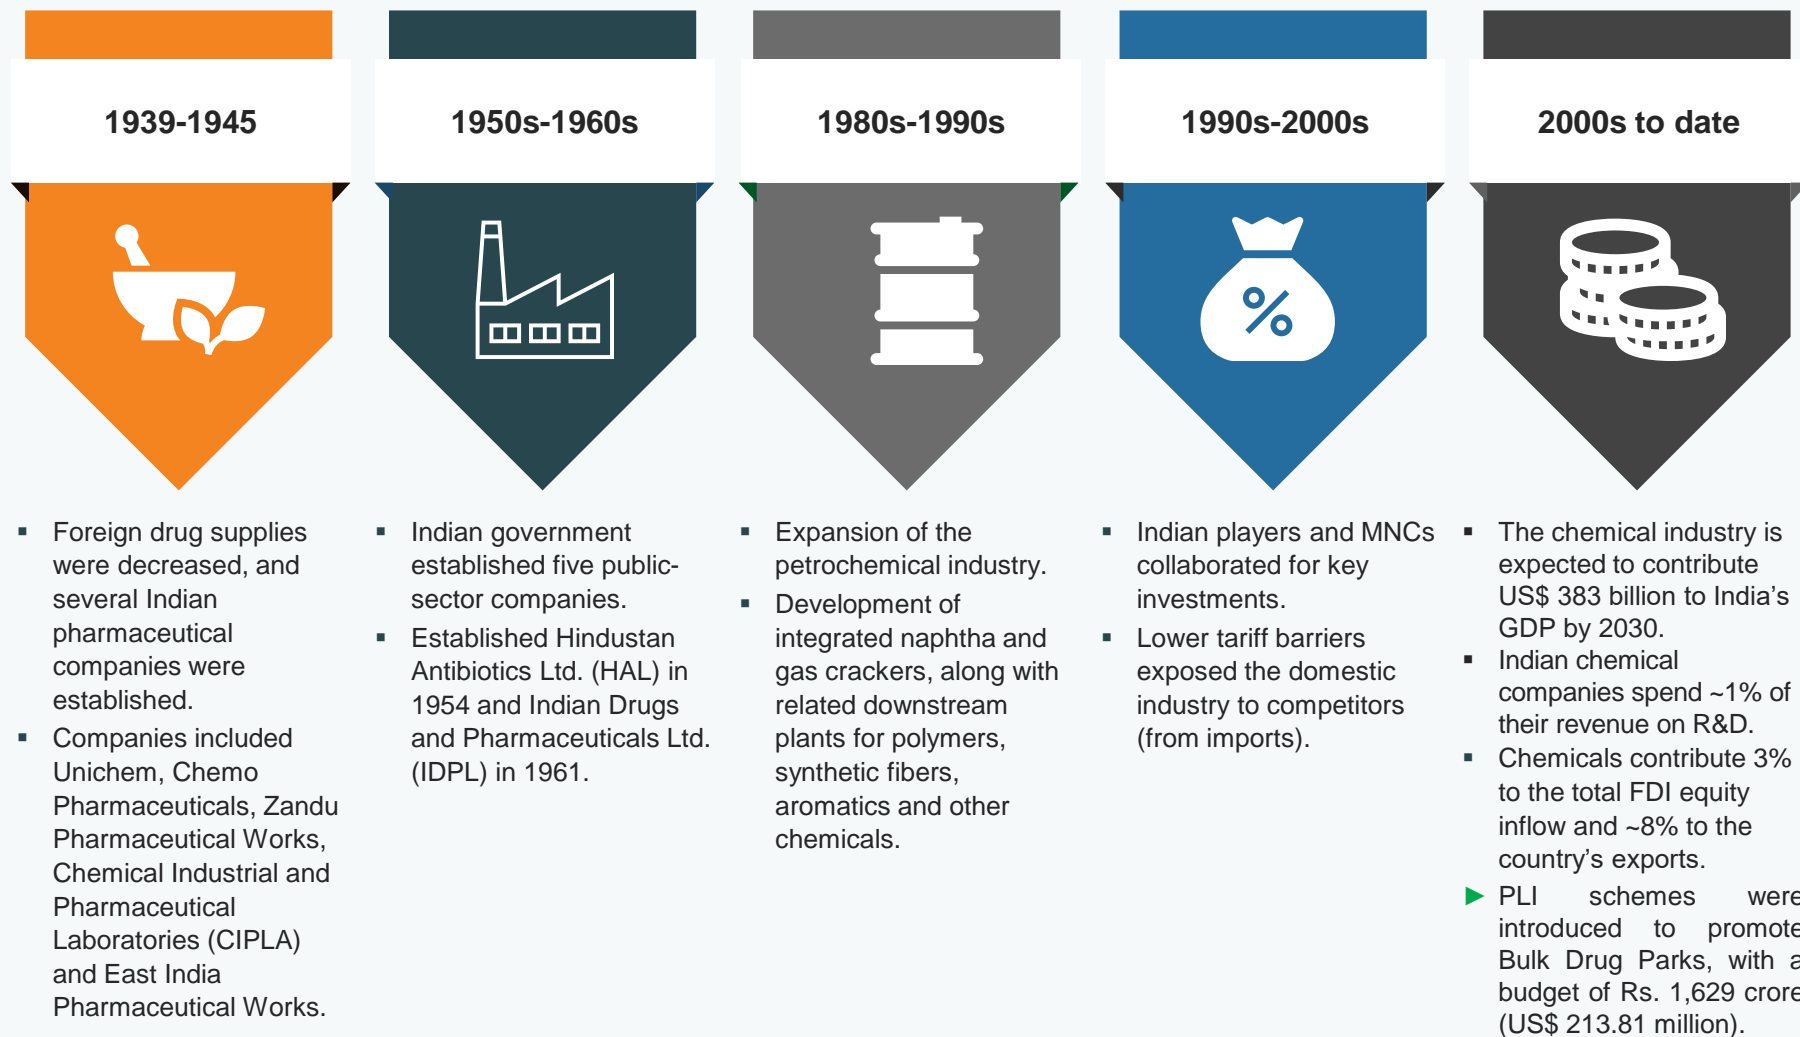 1939-1945
Foreign drug supplies
were decreased, and
several Indian
pharmaceutical
companies were
established.
Companies included
Unichem, Chemo
Pharmaceuticals, Zandu
Pharmaceutical Works,
Chemical Industrial and
Pharmaceutical
Laboratories (CIPLA)
and East India
Pharmaceutical Works.
1950s-1960s
Indian government
established five public-
sector companies.
Established Hindustan
Antibiotics Ltd. (HAL) in
1954 and Indian Drugs
and Pharmaceuticals Ltd.
(IDPL) in 1961.
1980s-1990s
Expansion of the
petrochemical industry.
Development of
integrated naphtha and
gas crackers, along with
related downstream
plants for polymers,
synthetic fibers,
aromatics and other
chemicals.
1990s-2000s
%
Indian players and MNCs
collaborated for key
investments.
Lower tariff barriers
exposed the domestic
industry to competitors
(from imports).
2000s to date
The chemical industry is
expected to contribute
US$ 383 billion to India’s
GDP by 2030.
Indian chemical
companies spend ~1% of
their revenue on R&D.
Chemicals contribute 3%
to the total FDI equity
inflow and ~8% to the
country’s exports.
PLI schemes were
introduced to promote
Bulk Drug Parks, with a
budget of Rs. 1,629 crore
(US$ 213.81 million).